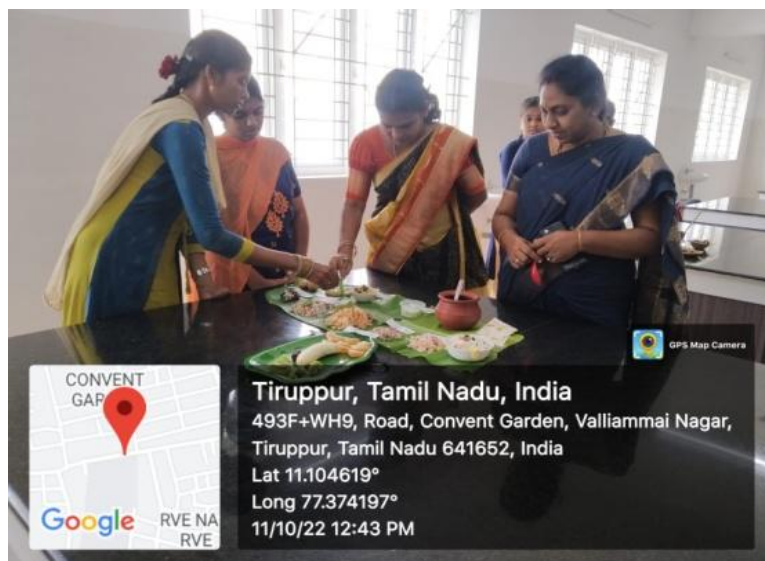 GPS Map Camera
CONVENT
GAR
Google
RVE NA
RVE
Tiruppur, Tamil Nadu, India
493F+WH9, Road, Convent Garden, Valliammai Nagar,
Tiruppur, Tamil Nadu 641652, India
Lat 11.104619°
Long 77.374197°
11/10/22 12:43 PM